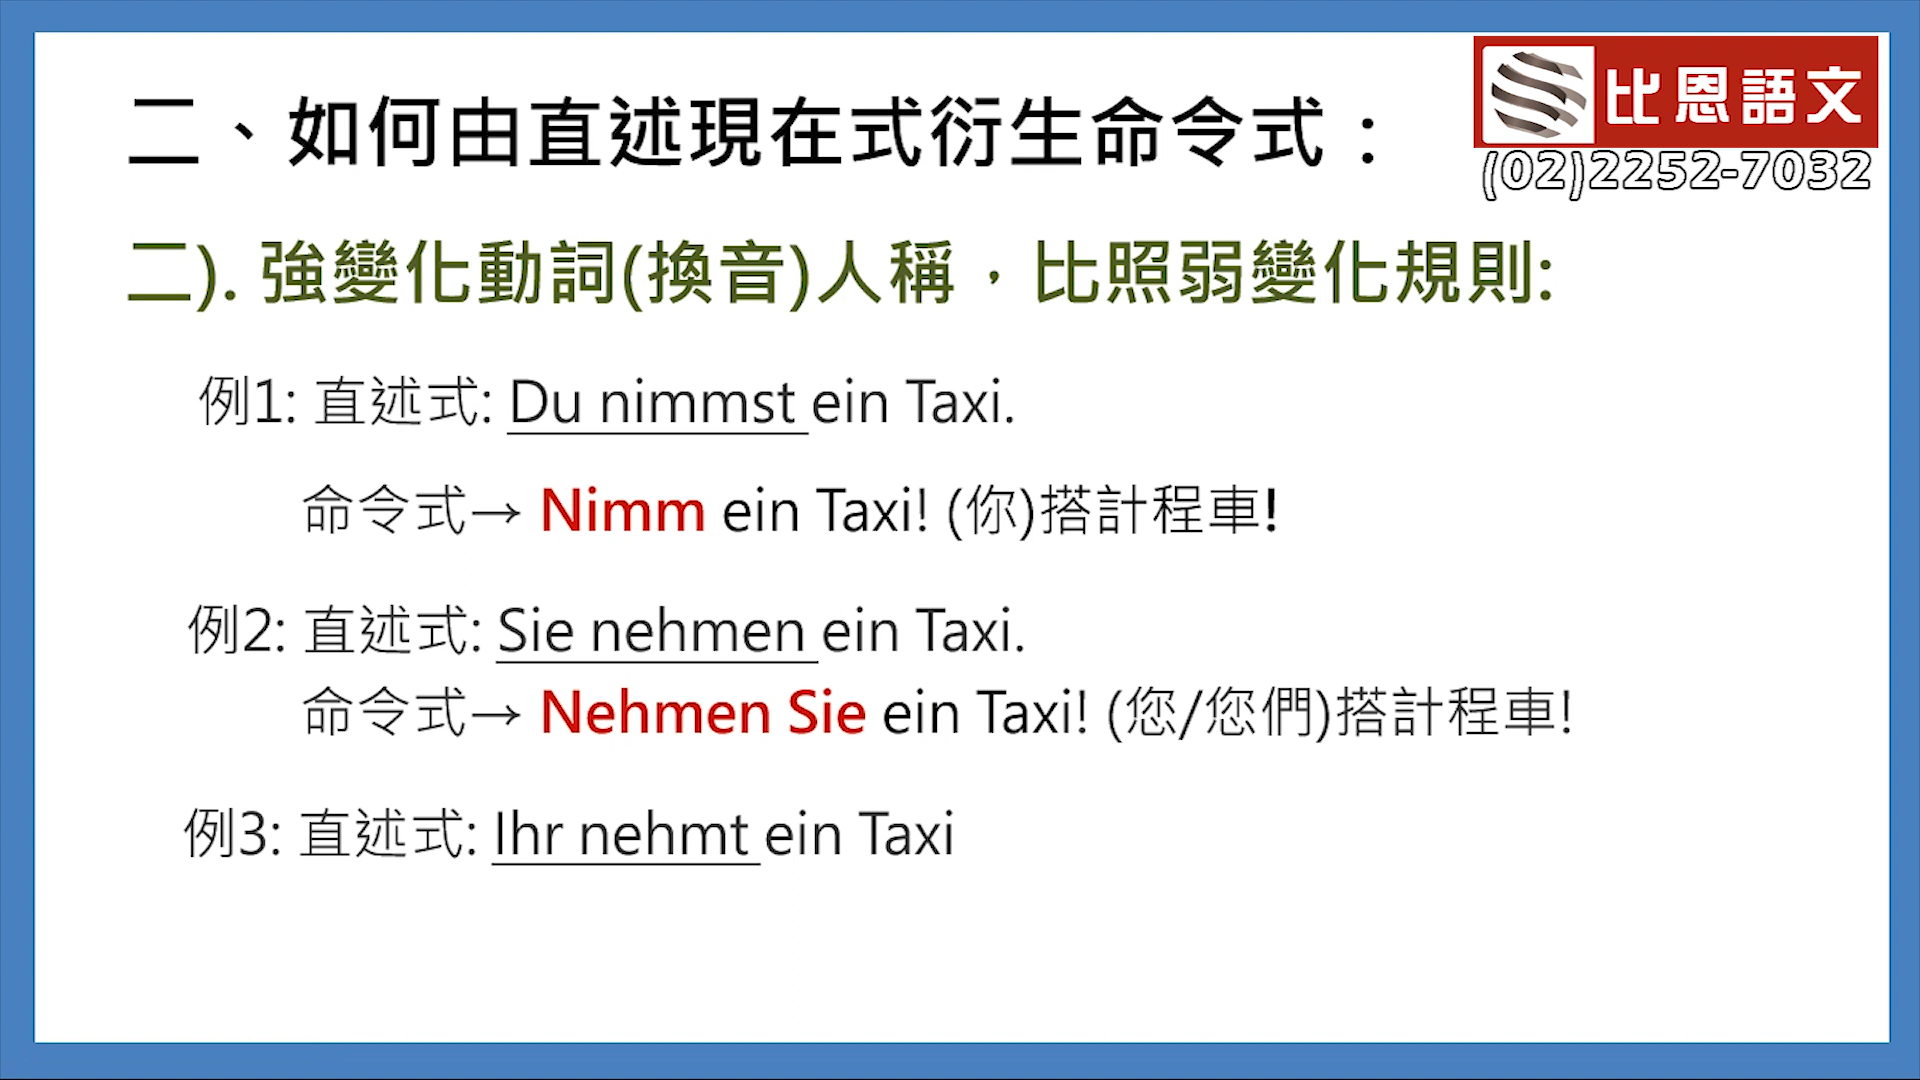 比恩語文
(02)2252-7032
二、如何由直述現在式衍生命令式：
二). 強變化動詞(換音)人稱，比照弱變化規則:
例1: 直述式: Du nimmst ein Taxi.
命令式→ Nimm ein Taxi! (你)搭計程車!
例2: 直述式: Sie nehmen ein Taxi.
命令式→ Nehmen Sie ein Taxi! (您/您們)搭計程車!
例3: 直述式: Ihr nehmt ein Taxi